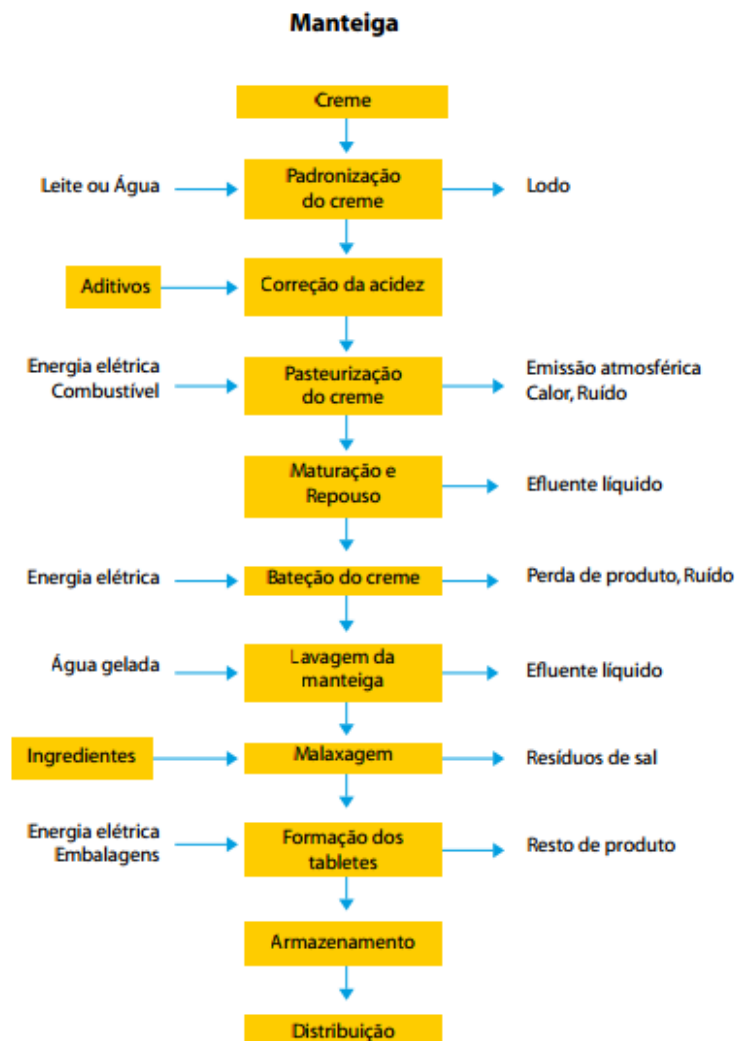 Manteiga
Creme
Leite ou Água
Padronização
do creme
Lodo
Aditivos
Correção da acidez
Energia elétrica
Combustível
Pasteurização
do creme
Emissão atmosférica
Calor, Ruído
Maturação e
Repouso
Efluente líquido
Energia elétrica
Bateção do creme
Perda de produto, Ruído
Água gelada
Lavagem da
manteiga
Efluente líquido
Ingredientes
Malaxagem
Resíduos de sal
Energia elétrica
Embalagens
Formação dos
tabletes
Resto de produto
Armazenamento
Distribuição